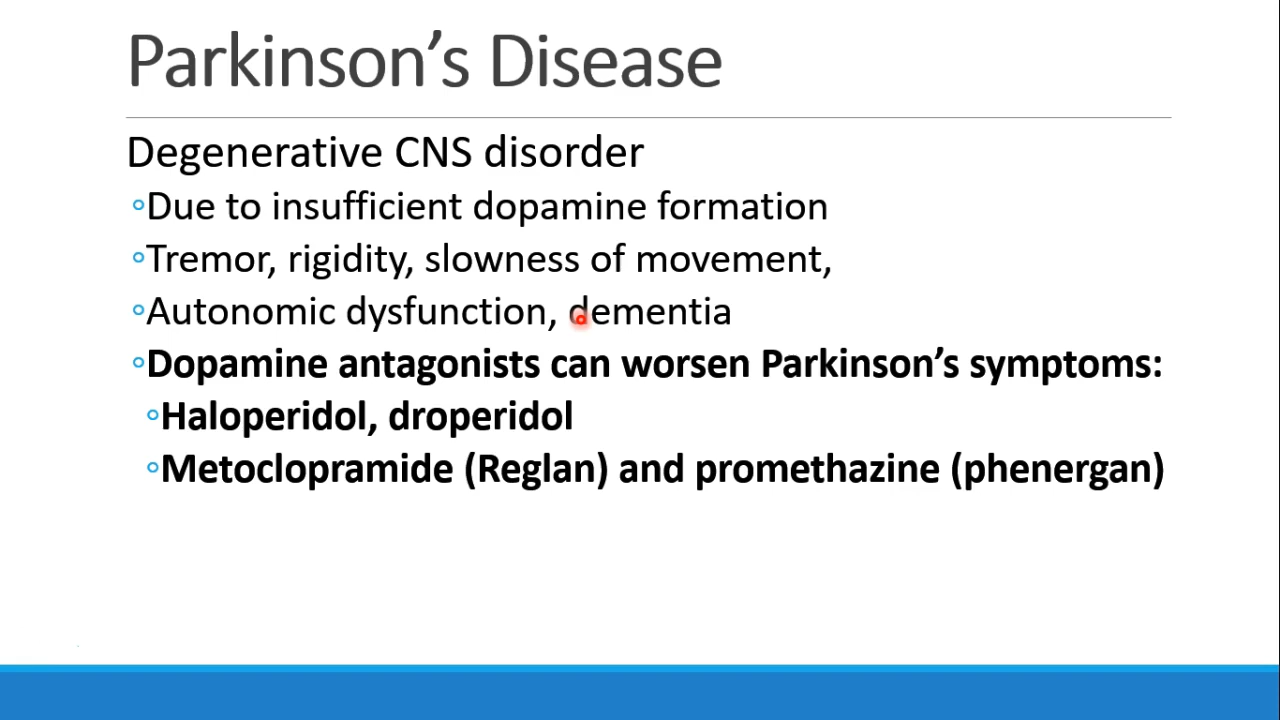 Parkinson’s Disease
Degenerative CNS disorder
◦Due to insufficient dopamine formation
◦Tremor, rigidity, slowness of movement,
◦Autonomic dysfunction, dementia
◦Dopamine antagonists can worsen Parkinson’s symptoms:
◦Haloperidol, droperidol
◦Metoclopramide (Reglan) and promethazine (phenergan)